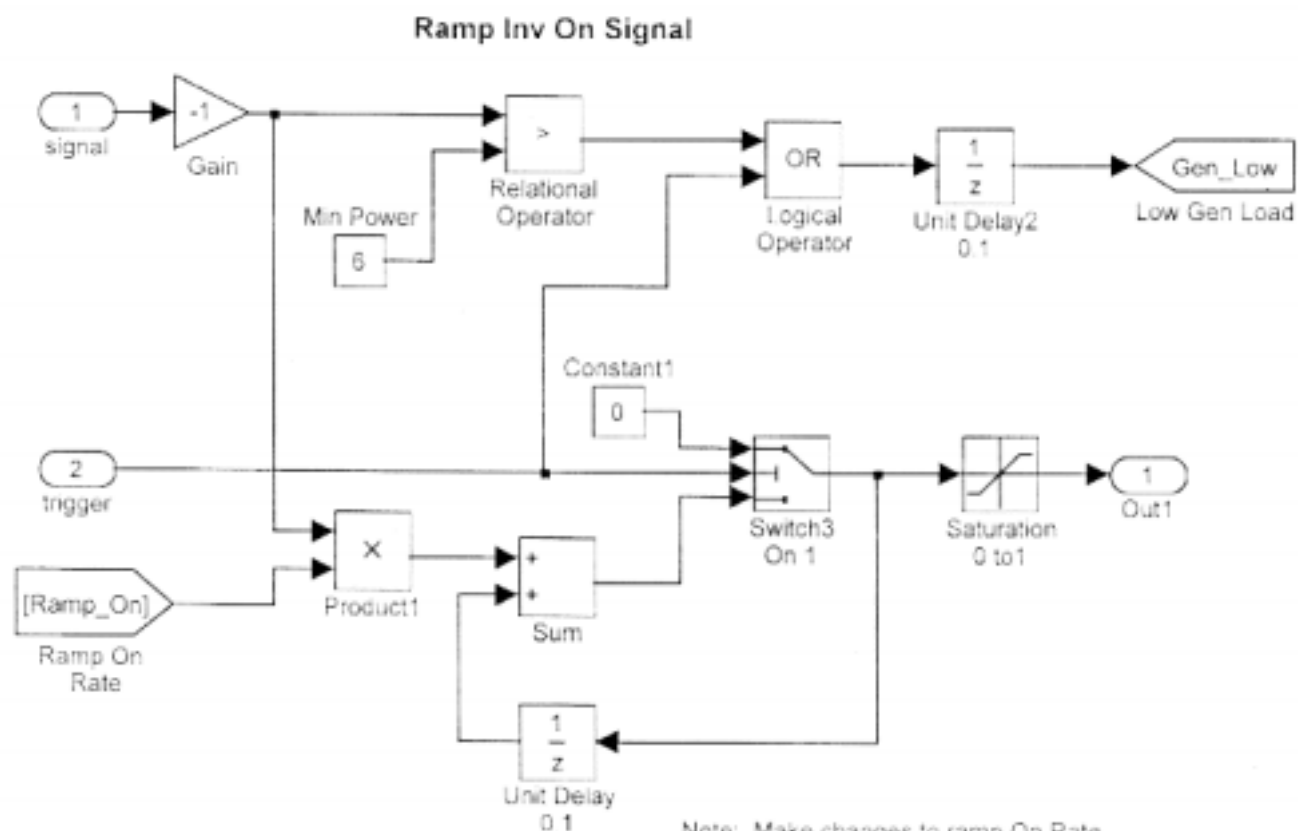 Ramp Inv On Signal
1
signal
-1
Gain
>
Relational
Operator
Min Power
6
OR
Logical
Operator
1
z
Unit Delay2
0.1
Gen_Low
Low Gen Load
Constant1
0
2
trigger
Switch3
On 1
Saturation
0 to1
1
Out1
[Ramp_On]
Ramp On
Rate
×
Product1
+
+
Sum
1
z
Unit Delay
0.1
Note: Make changes to ramp On Rate